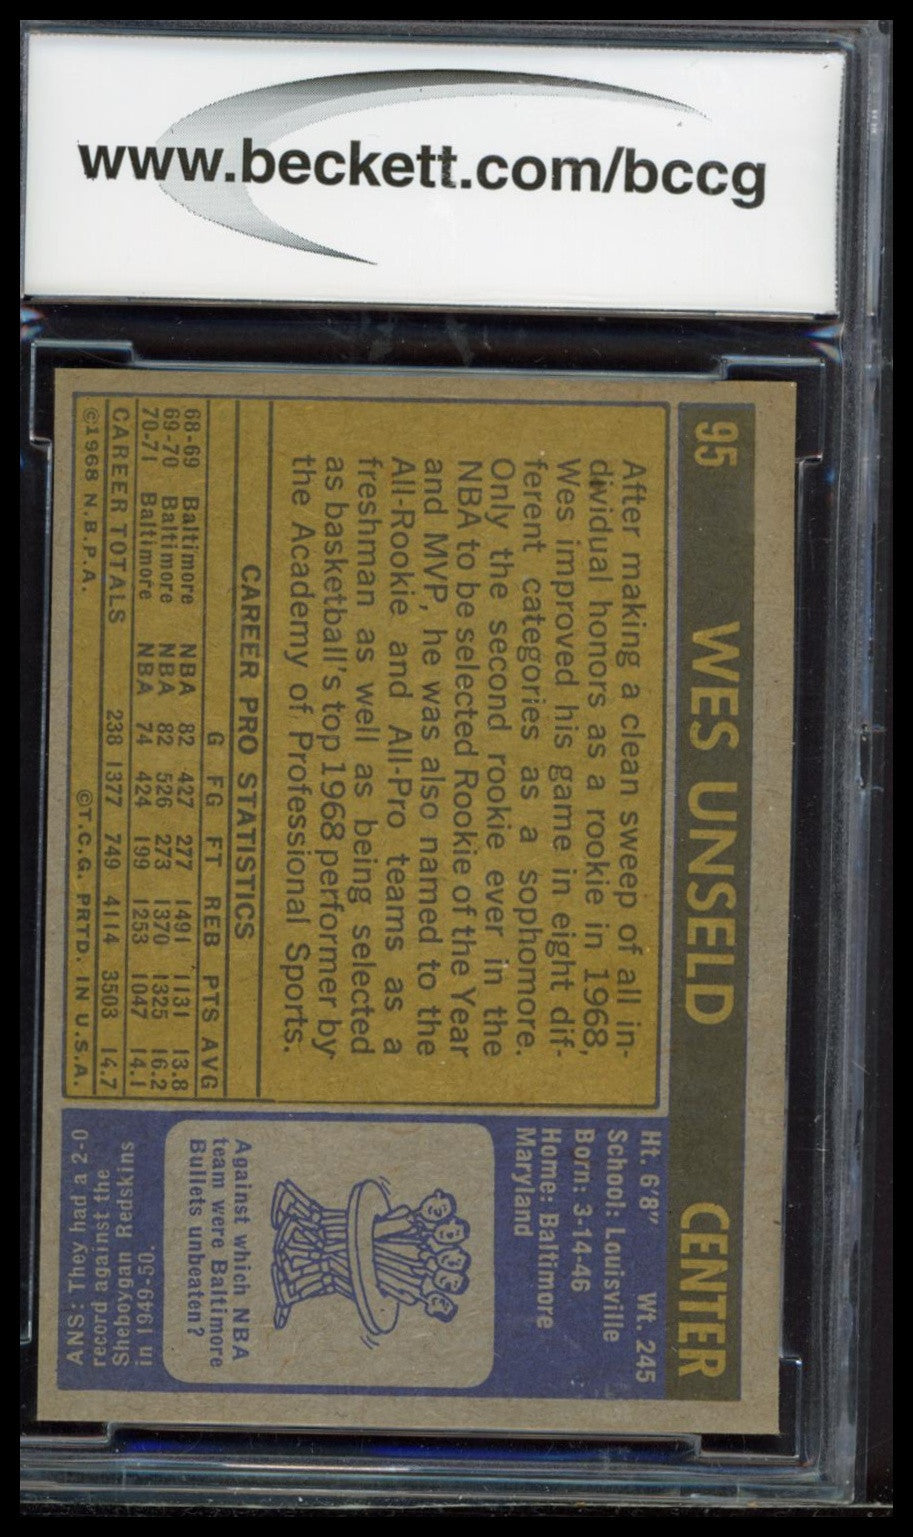 www.beckett.com/bccg
95 WES UNSELD CENTER
After making a clean sweep of all in-
dividual honors as a rookie in 1968,
Wes improved his game in eight dif-
ferent categories as a sophomore.
Only the second rookie ever in the
NBA to be selected Rookie of the Year
and MVP, he was also named to the
All-Rookie and All-Pro teams as a
freshman as well as being selected
as basketball's top 1968 performer by
the Academy of Professional Sports.
CAREER PRO STATISTICS
G FG FT REB PTS AVG
68-69 Baltimore NBA 82 427 277 1491 1131 13.8
69-70 Baltimore NBA 82 526 273 1370 1325 16.2
70-71 Baltimore NBA 74 424 199 1253 1047 14.1
CAREER TOTALS 238 1377 749 4114 3503 14.7
©1968 N.B.P.A. ©T.C.G. PRTD. IN U.S.A.
Ht. 6'8" Wt. 245
School: Louisville
Born: 3-14-46
Home: Baltimore
Maryland
Against which NBA
team were Baltimore
Bullets unbeaten?
ANS: They had a 2-0
record against the
Sheboygan Redskins
in 1949-50.